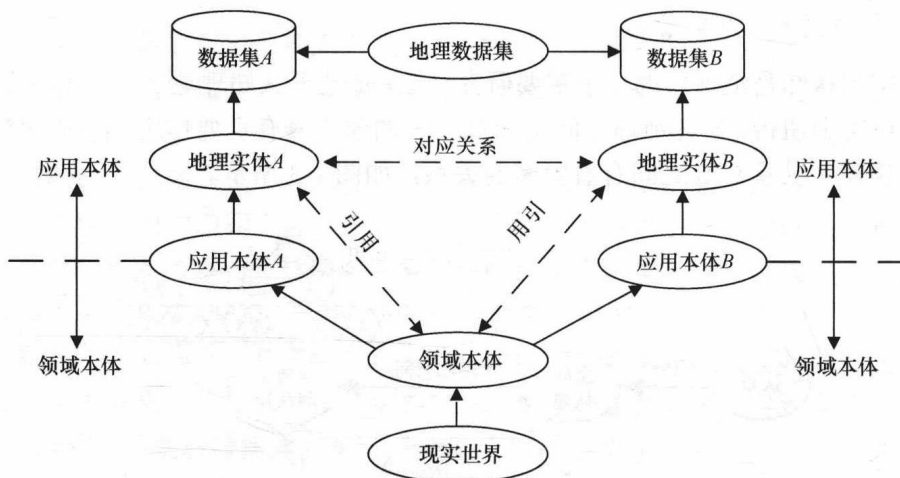 数据集A
地理数据集
数据集B
地理实体A
对应关系
地理实体B
应用本体
应用本体
引用
用引
应用本体A
应用本体B
领域本体
领域本体
领域本体
现实世界